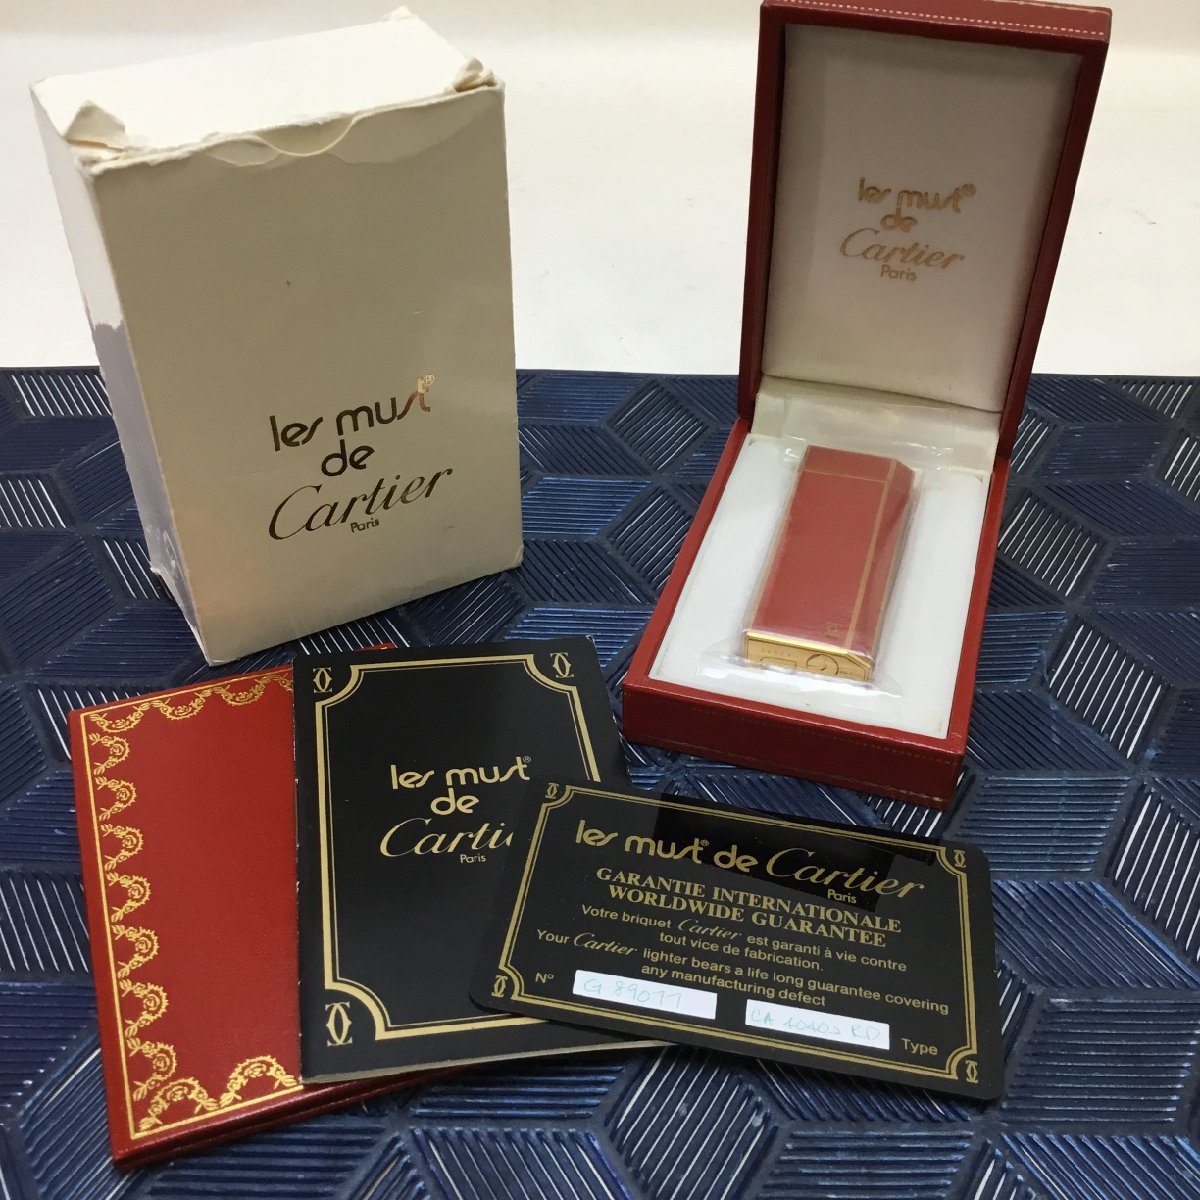 les must®
de
Cartier
Paris
les must®
de
Cartier
Paris
les must®
de
Cartie
Paris
les must® de Cartier
Paris
GARANTIE INTERNATIONALE
WORLDWIDE GUARANTEE
Votre briquet Cartier est garanti à vie contre
tout vice de fabrication.
Your Cartier lighter bears a life long guarantee covering
any manufacturing defect
N° G 89077
Type